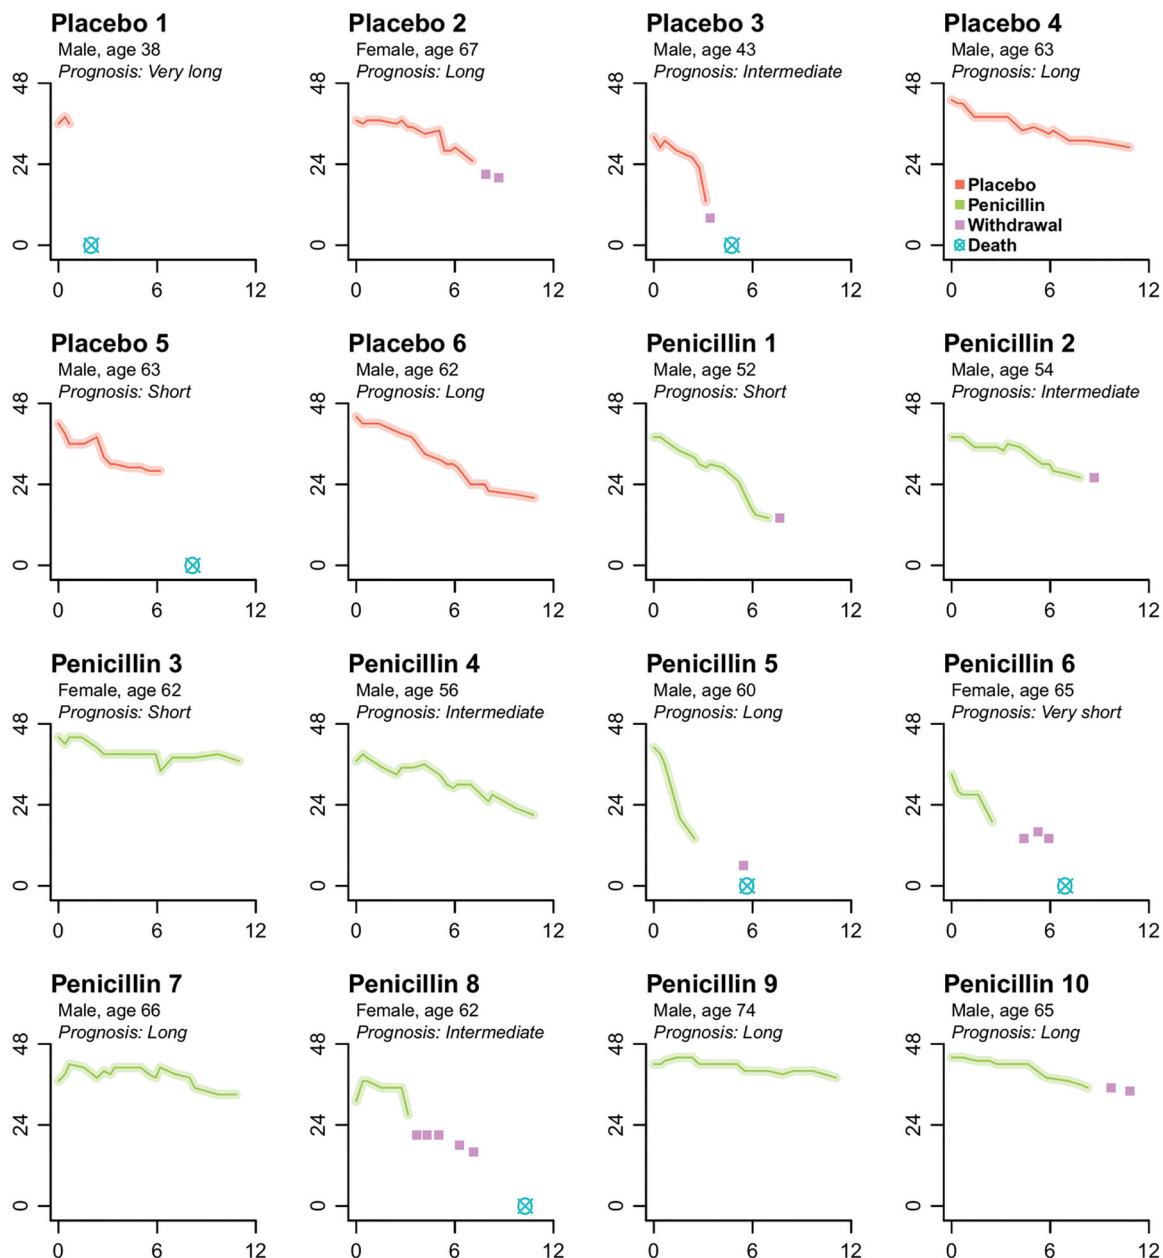 Placebo 1
Male, age 38
Prognosis: Very long
48
24
0
0 6 12
Placebo 2
Female, age 67
Prognosis: Long
48
24
0
0 6 12
Placebo 3
Male, age 43
Prognosis: Intermediate
48
24
0
0 6 12
Placebo 4
Male, age 63
Prognosis: Long
48
24
0
Placebo
Penicillin
Withdrawal
Death
0 6 12
Placebo 5
Male, age 63
Prognosis: Short
48
24
0
0 6 12
Placebo 6
Male, age 62
Prognosis: Long
48
24
0
0 6 12
Penicillin 1
Male, age 52
Prognosis: Short
48
24
0
0 6 12
Penicillin 2
Male, age 54
Prognosis: Intermediate
48
24
0
0 6 12
Penicillin 3
Female, age 62
Prognosis: Short
48
24
0
0 6 12
Penicillin 4
Male, age 56
Prognosis: Intermediate
48
24
0
0 6 12
Penicillin 5
Male, age 60
Prognosis: Long
48
24
0
0 6 12
Penicillin 6
Female, age 65
Prognosis: Very short
48
24
0
0 6 12
Penicillin 7
Male, age 66
Prognosis: Long
48
24
0
0 6 12
Penicillin 8
Female, age 62
Prognosis: Intermediate
48
24
0
0 6 12
Penicillin 9
Male, age 74
Prognosis: Long
48
24
0
0 6 12
Penicillin 10
Male, age 65
Prognosis: Long
48
24
0
0 6 12